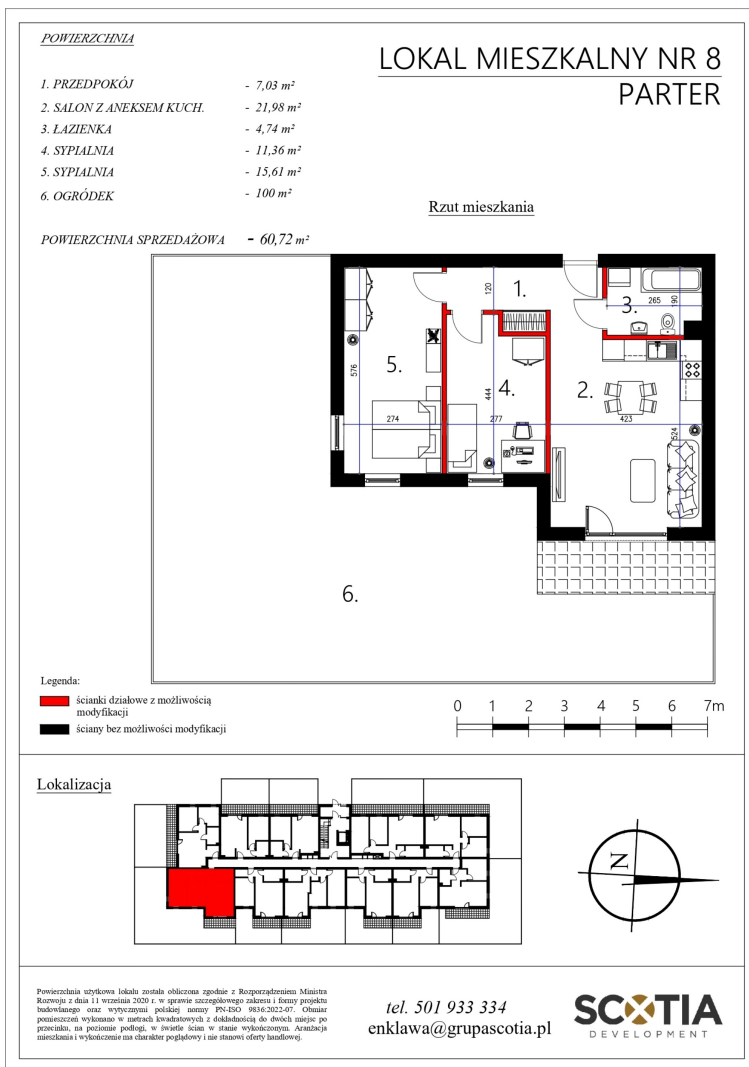 POWIERZCHNIA
LOKAL MIESZKALNY NR 8
PARTER
1. PRZEDPOKÓJ - 7,03 m²
2. SALON Z ANEKSEM KUCH. - 21,98 m²
3. ŁAZIENKA - 4,74 m²
4. SYPIALNIA - 11,36 m²
5. SYPIALNIA - 15,61 m²
6. OGRÓDEK - 100 m²
POWIERZCHNIA SPRZEDAŻOWA - 60,72 m²
Rzut mieszkania
120
1.
3.
265
190
576
5.
444
4.
2.
274
277
423
524
6.
Legenda:
ścianki działowe z możliwością
modyfikacji
ściany bez możliwości modyfikacji
0 1 2 3 4 5 6 7m
Lokalizacja
N
Powierzchnia użytkowa lokalu została obliczona zgodnie z Rozporządzeniem Ministra
Rozwoju z dnia 11 września 2020 r. w sprawie szczegółowego zakresu i formy projektu
budowlanego oraz wytycznymi polskiej normy PN-ISO 9836:2022-07. Obmiar
pomieszczeń wykonano w metrach kwadratowych z dokładnością do dwóch miejsc po
przecinku, na poziomie podłogi, w świetle ścian w stanie wykończonym. Aranżacja
mieszkania i wykończenie ma charakter poglądowy i nie stanowi oferty handlowej.
tel. 501 933 334
enklawa@grupascotia.pl
SCOTIA
DEVELOPMENT